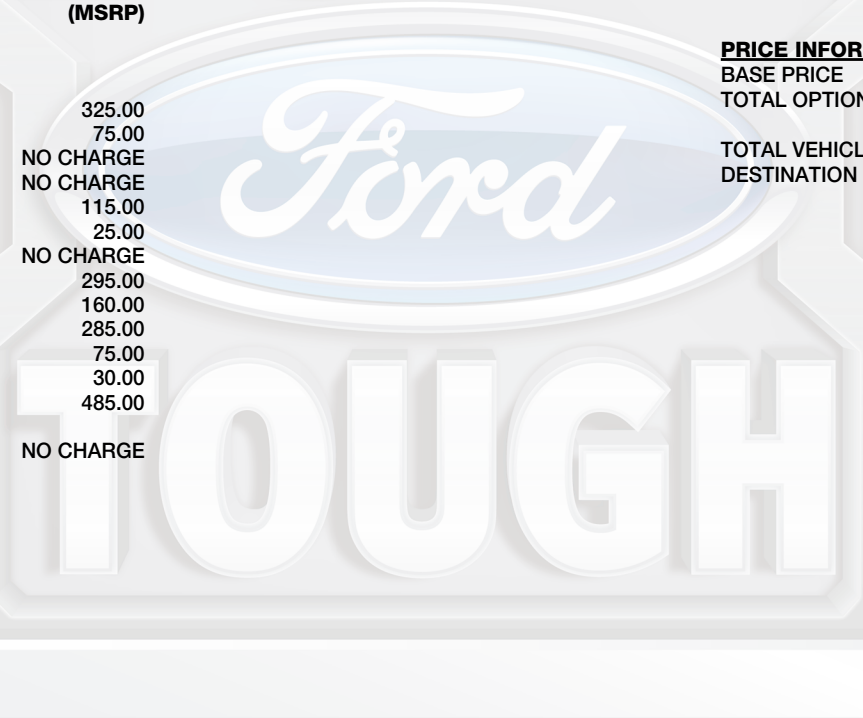 (MSRP)
325.00
75.00
NO CHARGE
NO CHARGE
115.00
25.00
NO CHARGE
295.00
160.00
285.00
75.00
30.00
485.00
NO CHARGE
PRICE INFOR
BASE PRICE
TOTAL OPTION
TOTAL VEHICL
DESTINATION
Ford
TOUGH